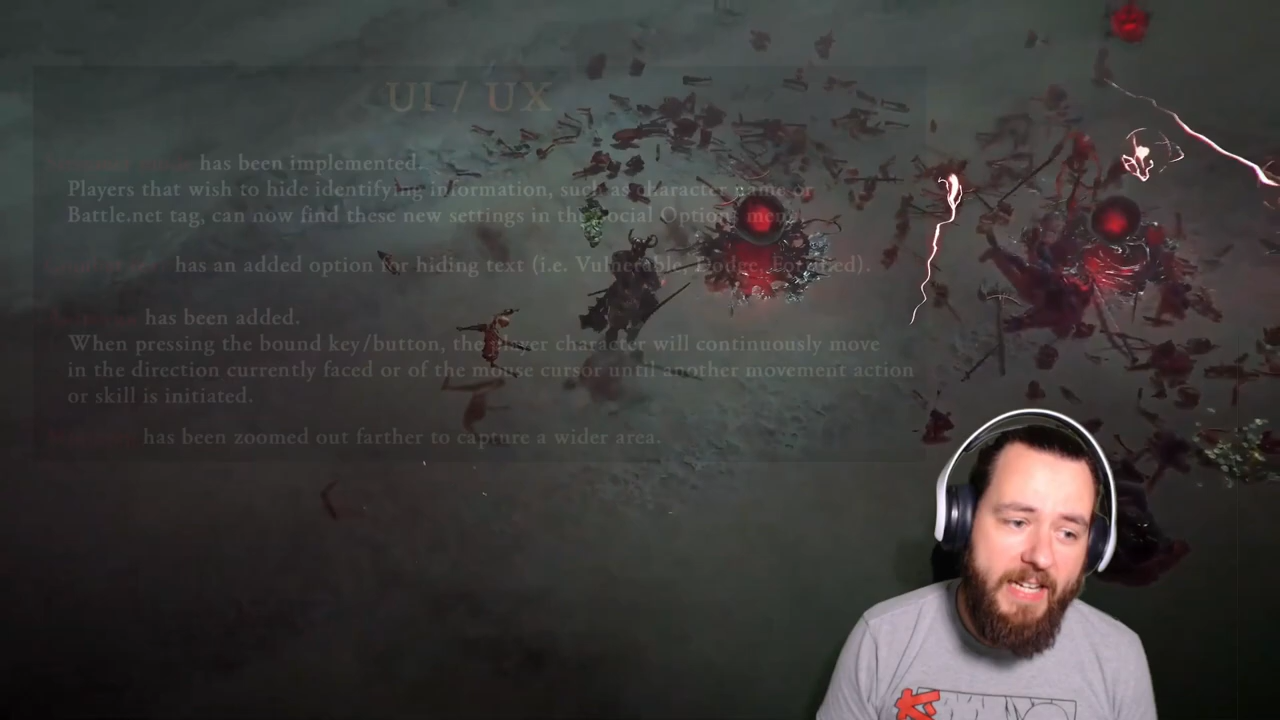 UI / UX
has been implemented.
Players that wish to hide identifying information, such as character name or
Battle.net tag, can now find these new settings in the Social Options menu.
has an added option for hiding text (i.e. Vulnerable, Dodge, Fortified).
has been added.
When pressing the bound key/button, the player character will continuously move
in the direction currently faced or of the mouse cursor until another movement action
or skill is initiated.
has been zoomed out farther to capture a wider area.